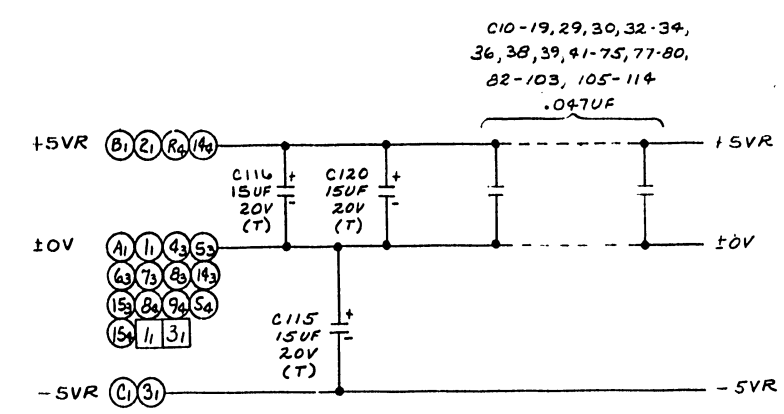 C10-19, 29, 30, 32-34,
36, 38, 39, 41-75, 77-80,
82-103, 105-114
.047UF
+5VR B1 21 R4 144 +5VR
C116 + C120 +
15UF 15UF
20V - 20V -
(T) (T)
±0V A1 11 43 53 ±0V
63 73 83 143
153 84 94 S4
154 11 31
C115 +
15UF
20V -
(T)
-5VR C1 31 -5VR